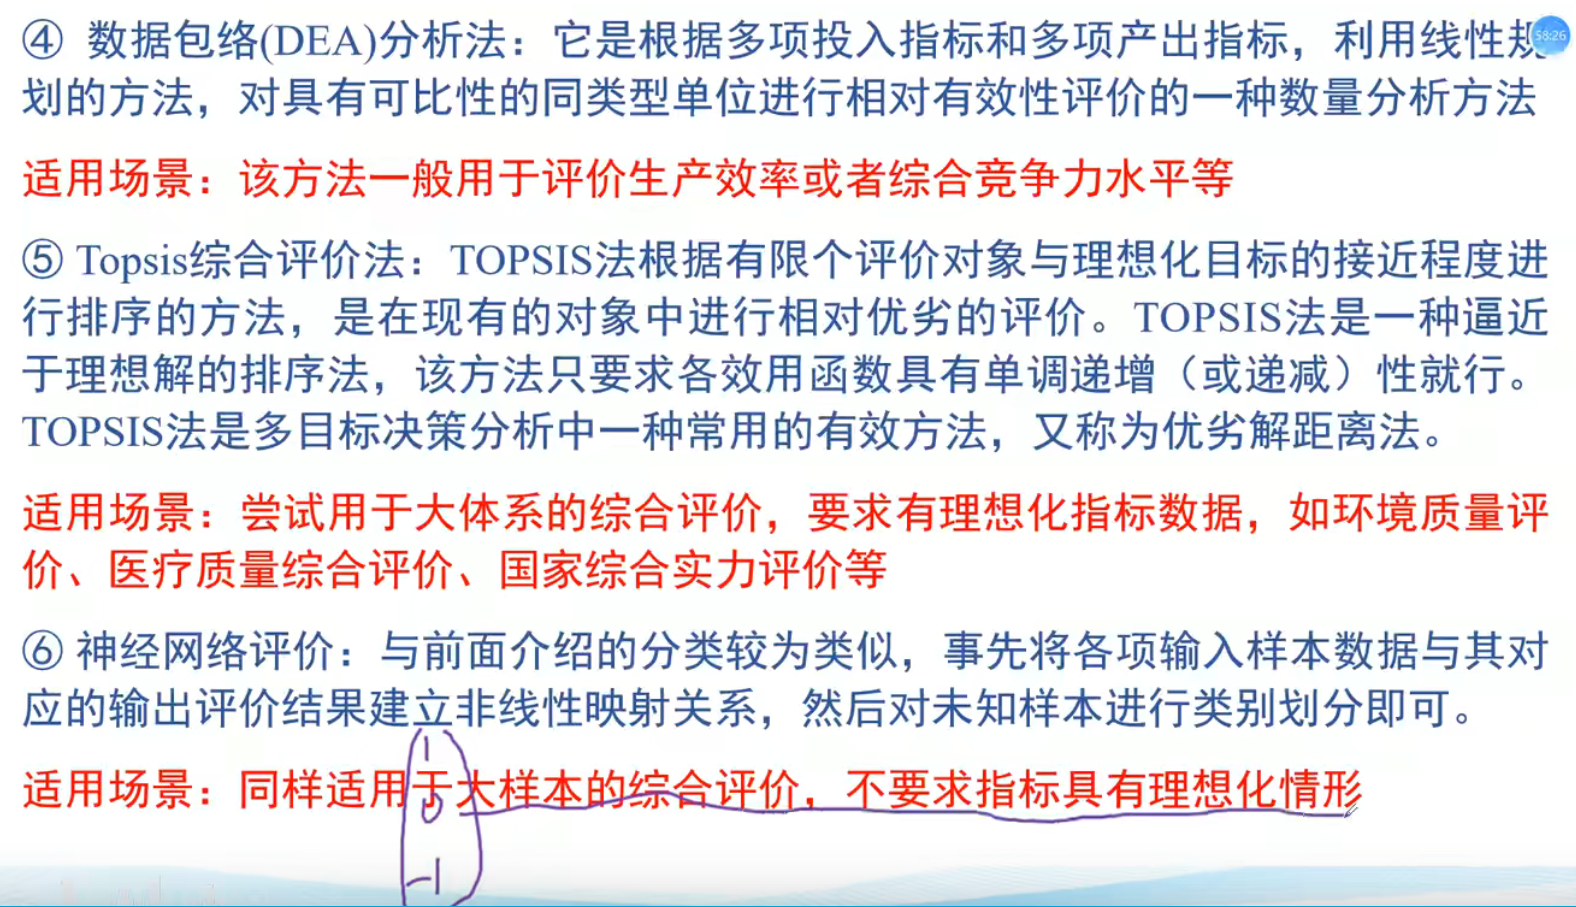 ④ 数据包络(DEA)分析法：它是根据多项投入指标和多项产出指标，利用线性规
58:26
划的方法，对具有可比性的同类型单位进行相对有效性评价的一种数量分析方法
适用场景：该方法一般用于评价生产效率或者综合竞争力水平等
⑤ Topsis综合评价法：TOPSIS法根据有限个评价对象与理想化目标的接近程度进
行排序的方法，是在现有的对象中进行相对优劣的评价。TOPSIS法是一种逼近
于理想解的排序法，该方法只要求各效用函数具有单调递增（或递减）性就行。
TOPSIS法是多目标决策分析中一种常用的有效方法，又称为优劣解距离法。
适用场景：尝试用于大体系的综合评价，要求有理想化指标数据，如环境质量评
价、医疗质量综合评价、国家综合实力评价等
⑥ 神经网络评价：与前面介绍的分类较为类似，事先将各项输入样本数据与其对
应的输出评价结果建立非线性映射关系，然后对未知样本进行类别划分即可。
1
适用场景：同样适用于大样本的综合评价，不要求指标具有理想化情形
0
-1